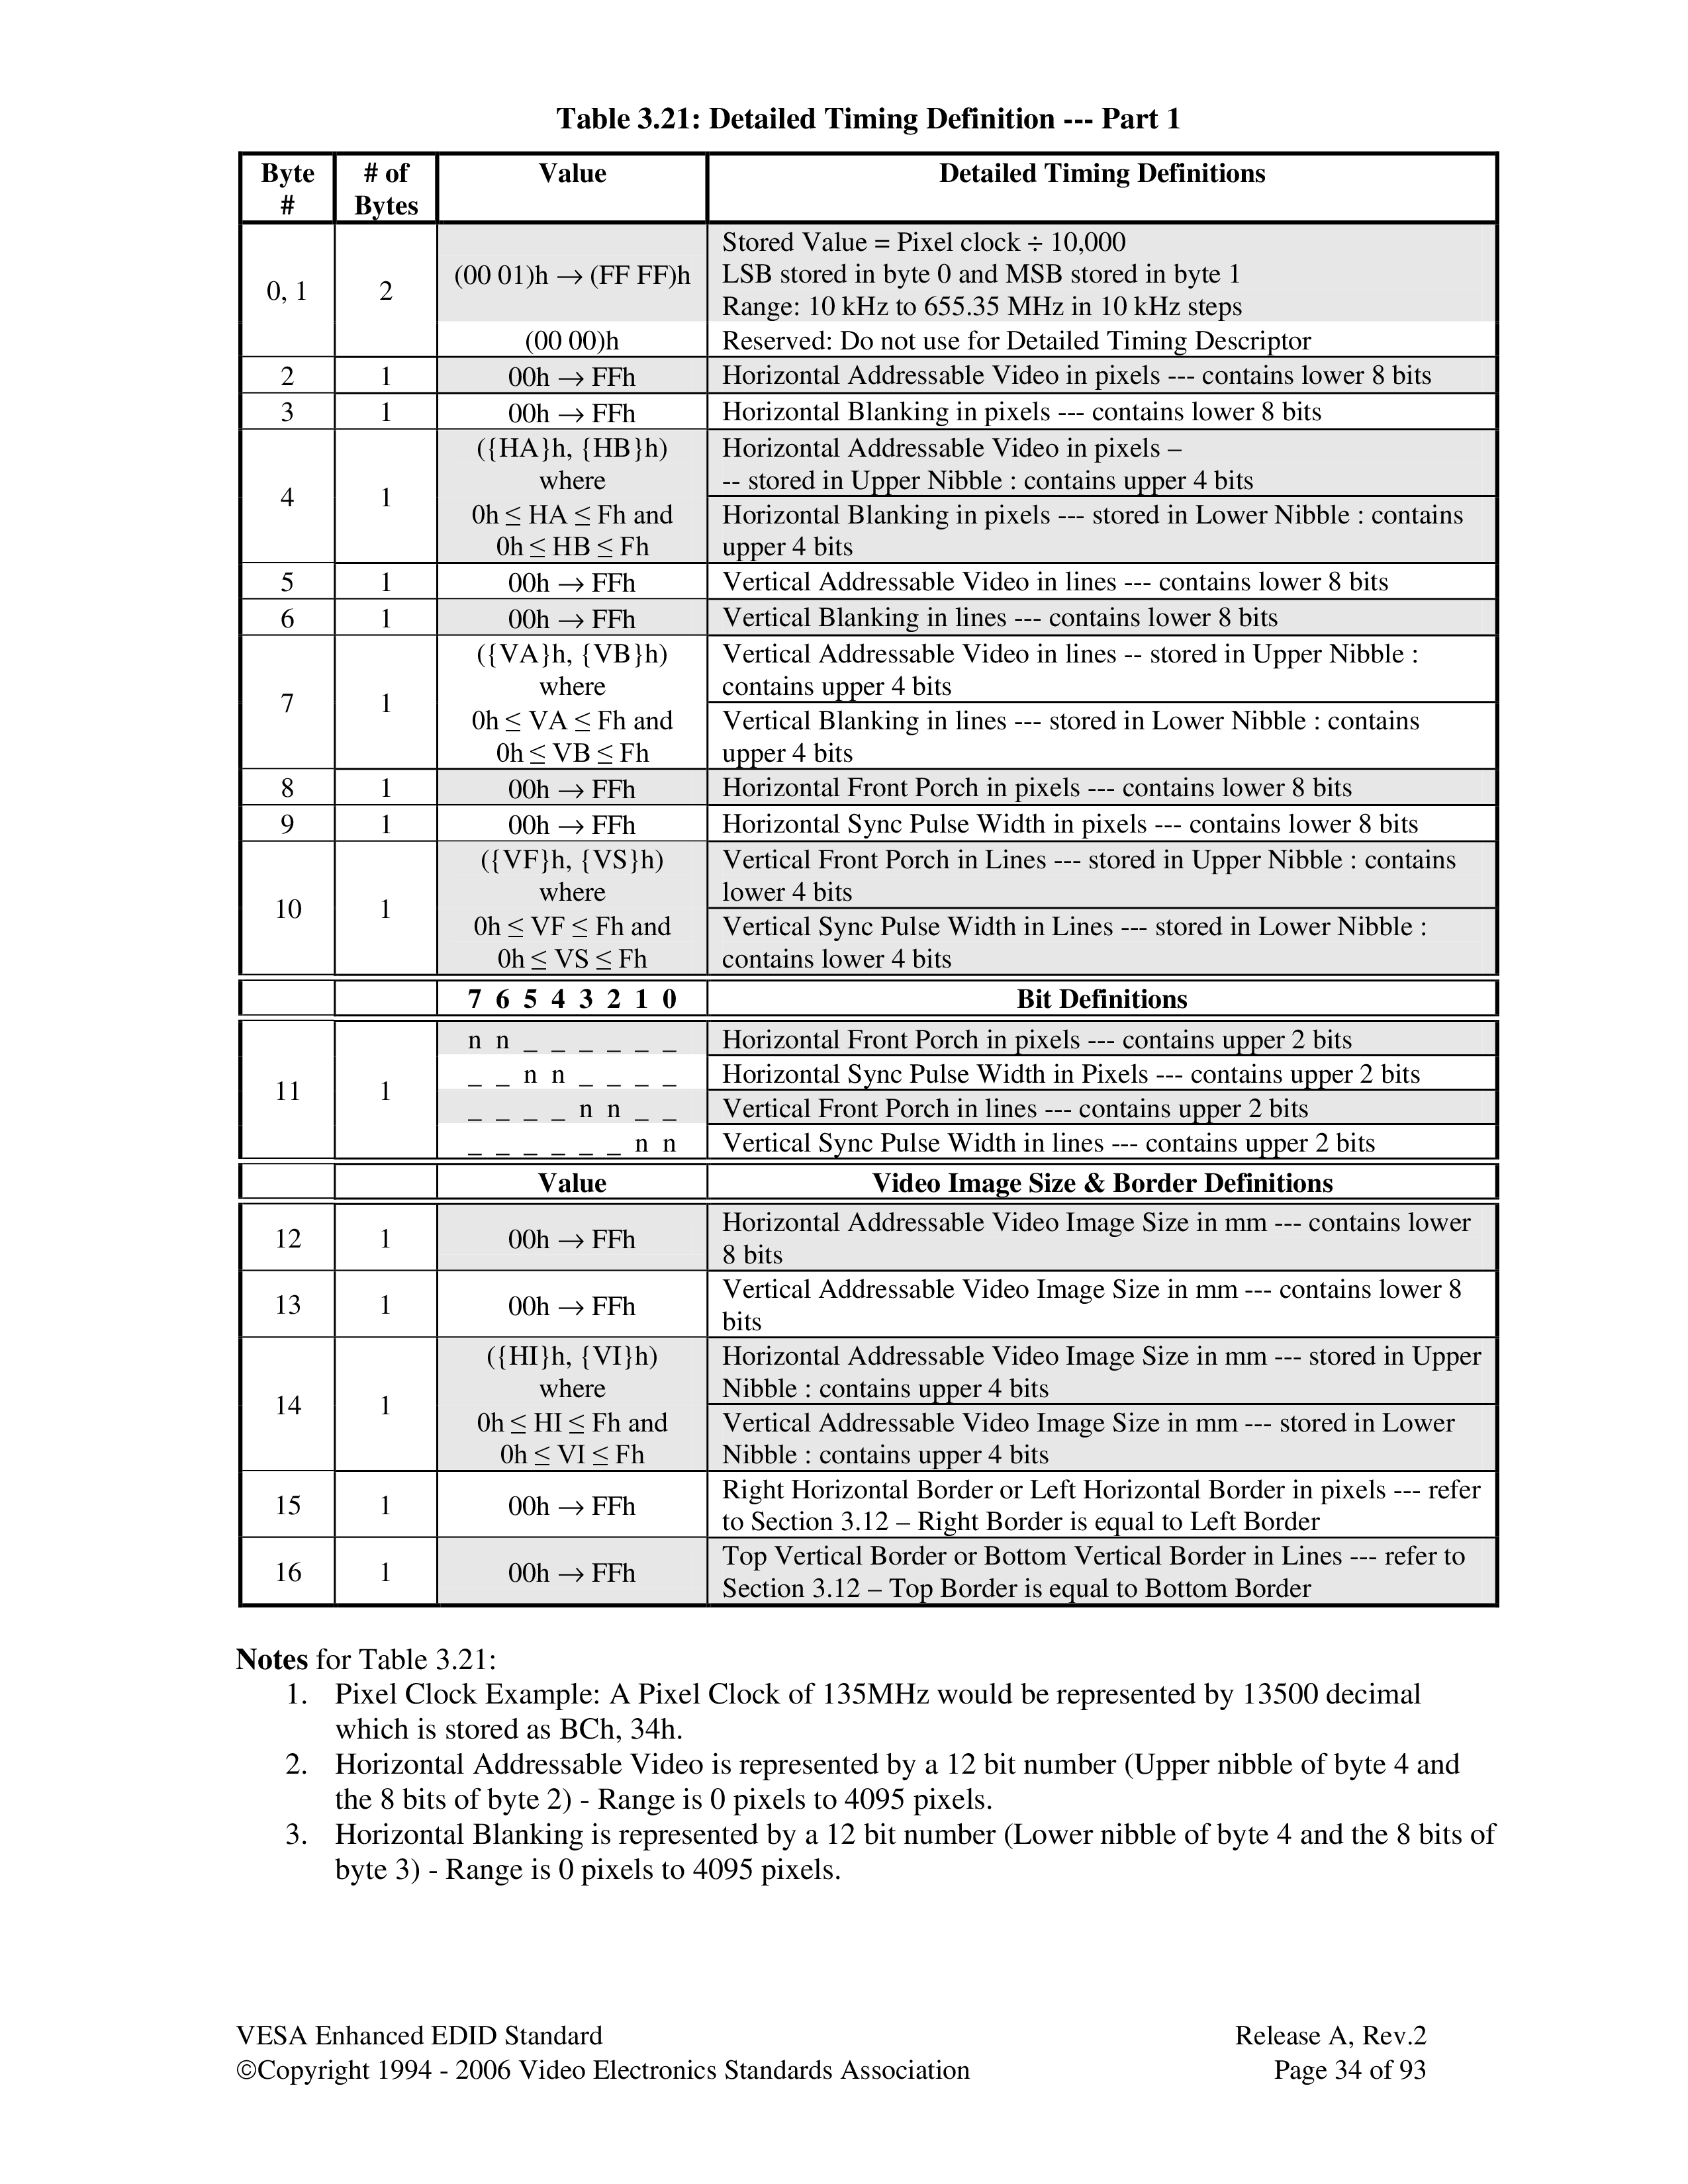 Table 3.21: Detailed Timing Definition --- Part 1
Byte # # of Bytes Value Detailed Timing Definitions
0, 1 2 (00 01)h → (FF FF)h Stored Value = Pixel clock ÷ 10,000
LSB stored in byte 0 and MSB stored in byte 1
Range: 10 kHz to 655.35 MHz in 10 kHz steps
(00 00)h Reserved: Do not use for Detailed Timing Descriptor
2 1 00h → FFh Horizontal Addressable Video in pixels --- contains lower 8 bits
3 1 00h → FFh Horizontal Blanking in pixels --- contains lower 8 bits
4 1 ({HA}h, {HB}h) Horizontal Addressable Video in pixels –
where -- stored in Upper Nibble : contains upper 4 bits
0h ≤ HA ≤ Fh and Horizontal Blanking in pixels --- stored in Lower Nibble : contains
0h ≤ HB ≤ Fh upper 4 bits
5 1 00h → FFh Vertical Addressable Video in lines --- contains lower 8 bits
6 1 00h → FFh Vertical Blanking in lines --- contains lower 8 bits
7 1 ({VA}h, {VB}h) Vertical Addressable Video in lines -- stored in Upper Nibble :
where contains upper 4 bits
0h ≤ VA ≤ Fh and Vertical Blanking in lines --- stored in Lower Nibble : contains
0h ≤ VB ≤ Fh upper 4 bits
8 1 00h → FFh Horizontal Front Porch in pixels --- contains lower 8 bits
9 1 00h → FFh Horizontal Sync Pulse Width in pixels --- contains lower 8 bits
10 1 ({VF}h, {VS}h) Vertical Front Porch in Lines --- stored in Upper Nibble : contains
where lower 4 bits
0h ≤ VF ≤ Fh and Vertical Sync Pulse Width in Lines --- stored in Lower Nibble :
0h ≤ VS ≤ Fh contains lower 4 bits
7 6 5 4 3 2 1 0 Bit Definitions
11 1 n n _ _ _ _ _ _ Horizontal Front Porch in pixels --- contains upper 2 bits
_ _ n n _ _ _ _ Horizontal Sync Pulse Width in Pixels --- contains upper 2 bits
_ _ _ _ n n _ _ Vertical Front Porch in lines --- contains upper 2 bits
_ _ _ _ _ _ n n Vertical Sync Pulse Width in lines --- contains upper 2 bits
Value Video Image Size & Border Definitions
12 1 00h → FFh Horizontal Addressable Video Image Size in mm --- contains lower
8 bits
13 1 00h → FFh Vertical Addressable Video Image Size in mm --- contains lower 8
bits
14 1 ({HI}h, {VI}h) Horizontal Addressable Video Image Size in mm --- stored in Upper
where Nibble : contains upper 4 bits
0h ≤ HI ≤ Fh and Vertical Addressable Video Image Size in mm --- stored in Lower
0h ≤ VI ≤ Fh Nibble : contains upper 4 bits
15 1 00h → FFh Right Horizontal Border or Left Horizontal Border in pixels --- refer
to Section 3.12 – Right Border is equal to Left Border
16 1 00h → FFh Top Vertical Border or Bottom Vertical Border in Lines --- refer to
Section 3.12 – Top Border is equal to Bottom Border
Notes for Table 3.21:
1. Pixel Clock Example: A Pixel Clock of 135MHz would be represented by 13500 decimal
which is stored as BCh, 34h.
2. Horizontal Addressable Video is represented by a 12 bit number (Upper nibble of byte 4 and
the 8 bits of byte 2) - Range is 0 pixels to 4095 pixels.
3. Horizontal Blanking is represented by a 12 bit number (Lower nibble of byte 4 and the 8 bits of
byte 3) - Range is 0 pixels to 4095 pixels.
VESA Enhanced EDID Standard Release A, Rev.2
©Copyright 1994 - 2006 Video Electronics Standards Association Page 34 of 93